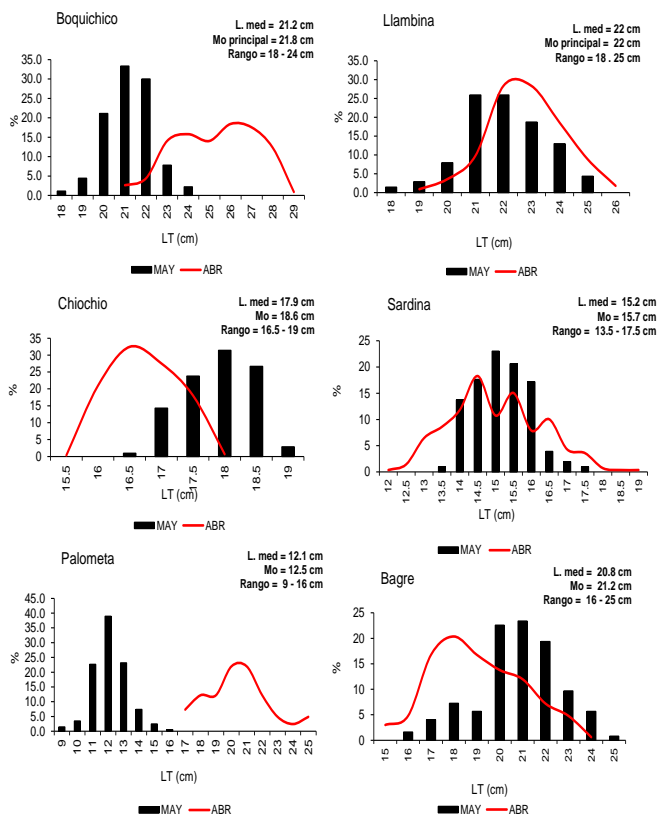 Boquichico
L. med = 21.2 cm
Mo principal = 21.8 cm
Rango = 18 - 24 cm
%
35.0
30.0
25.0
20.0
15.0
10.0
5.0
0.0
18 19 20 21 22 23 24 25 26 27 28 29
LT (cm)
MAY ABR
Llambina
L. med = 22 cm
Mo principal = 22 cm
Rango = 18 . 25 cm
%
35.0
30.0
25.0
20.0
15.0
10.0
5.0
0.0
18 19 20 21 22 23 24 25 26
LT (cm)
MAY ABR
Chiochio
L. med = 17.9 cm
Mo = 18.6 cm
Rango = 16.5 - 19 cm
%
35
30
25
20
15
10
5
0
15.5 16 16.5 17 17.5 18 18.5 19
LT (cm)
MAY ABR
Sardina
L. med = 15.2 cm
Mo = 15.7 cm
Rango = 13.5 - 17.5 cm
%
25
20
15
10
5
0
12 12.5 13 13.5 14 14.5 15 15.5 16 16.5 17 17.5 18 18.5 19
LT (cm)
MAY ABR
Palometa
L. med = 12.1 cm
Mo = 12.5 cm
Rango = 9 - 16 cm
%
45.0
40.0
35.0
30.0
25.0
20.0
15.0
10.0
5.0
0.0
9 10 11 12 13 14 15 16 17 18 19 20 21 22 23 24 25
LT (cm)
MAY ABR
Bagre
L. med = 20.8 cm
Mo = 21.2 cm
Rango = 16 - 25 cm
%
25
20
15
10
5
0
15 16 17 18 19 20 21 22 23 24 25
LT (cm)
MAY ABR